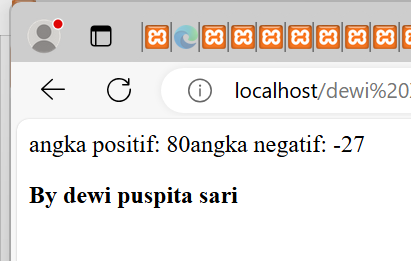 localhost/dewi%20
angka positif: 80angka negatif: -27
By dewi puspita sari